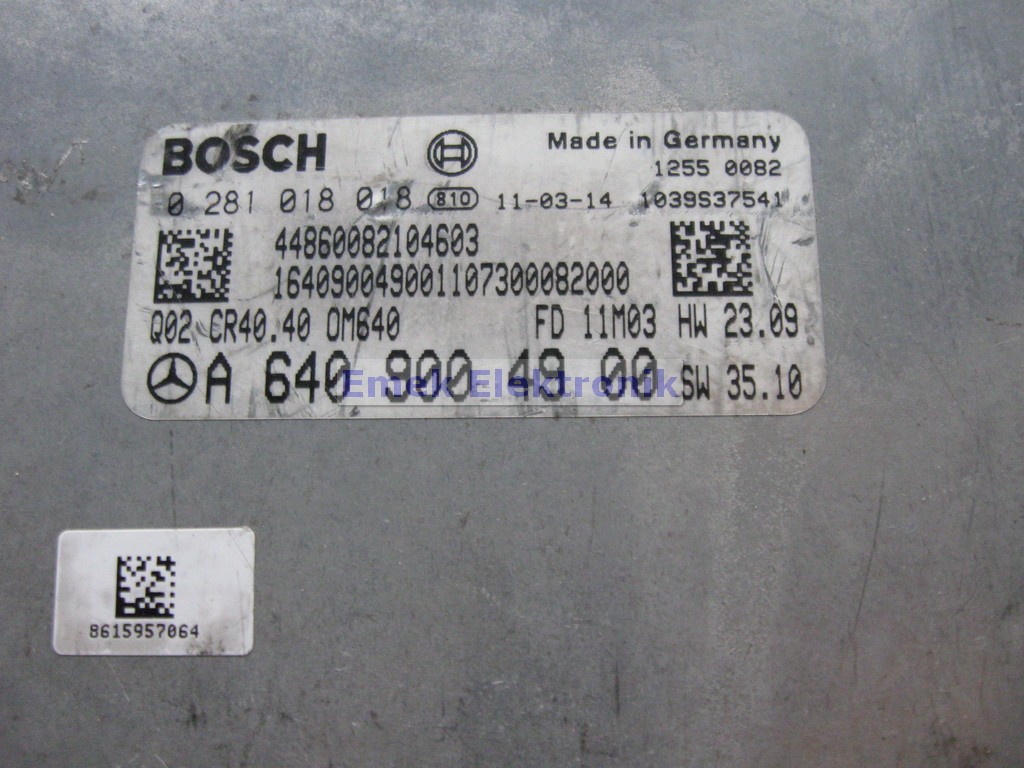 BOSCH Made in Germany
1255 0082
0 281 018 018 810 11-03-14 1039S37541
44860082104603
164090049001107300082000
Q02 CR40.40 OM640 FD 11M03 HW 23.09
A 640 900 49 00 SW 35.10
Emek Elektronik
8615957064